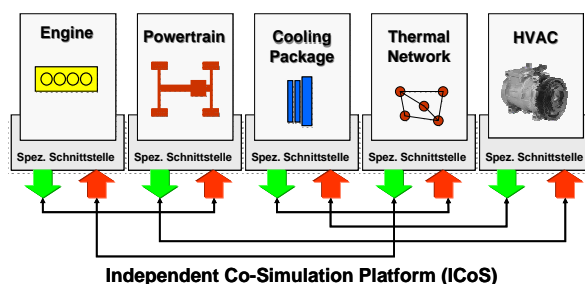 Engine
Powertrain
Cooling
Package
Thermal
Network
HVAC
Spez. Schnittstelle
Spez. Schnittstelle
Spez. Schnittstelle
Spez. Schnittstelle
Spez. Schnittstelle
Independent Co-Simulation Platform (ICoS)